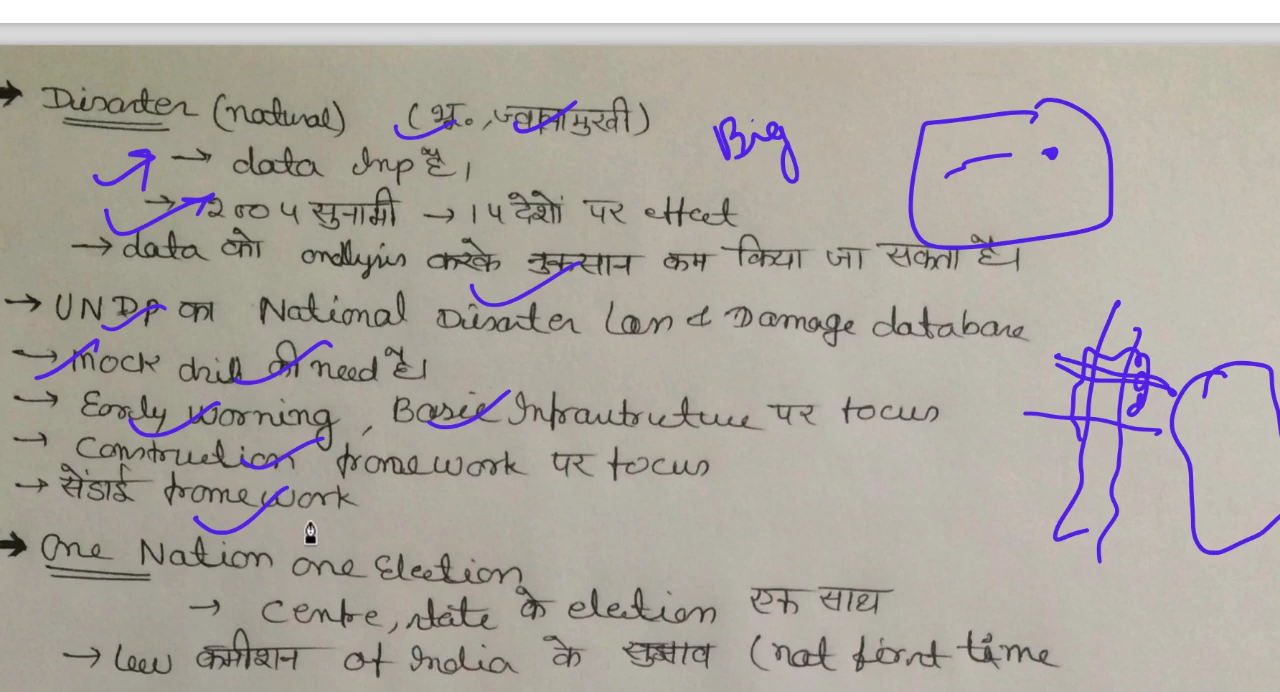 → Disaster (natural) (भू०, ज्वालामुखी)
Big
→ data Imp है।
→ 2004 सुनामी → 14 देशों पर effect
→ data को analysis करके नुकसान कम किया जा सकता है।
→ UNDP का National Disaster Loss & Damage database
→ Mock drill की need है।
→ Early Warning, Basic Infrastructure पर focus
→ Construction framework पर focus
→ सेंडाई framework
→ One Nation one Election
→ Centre, state के election एक साथ
→ Law कमीशन of India के सुझाव (not first time